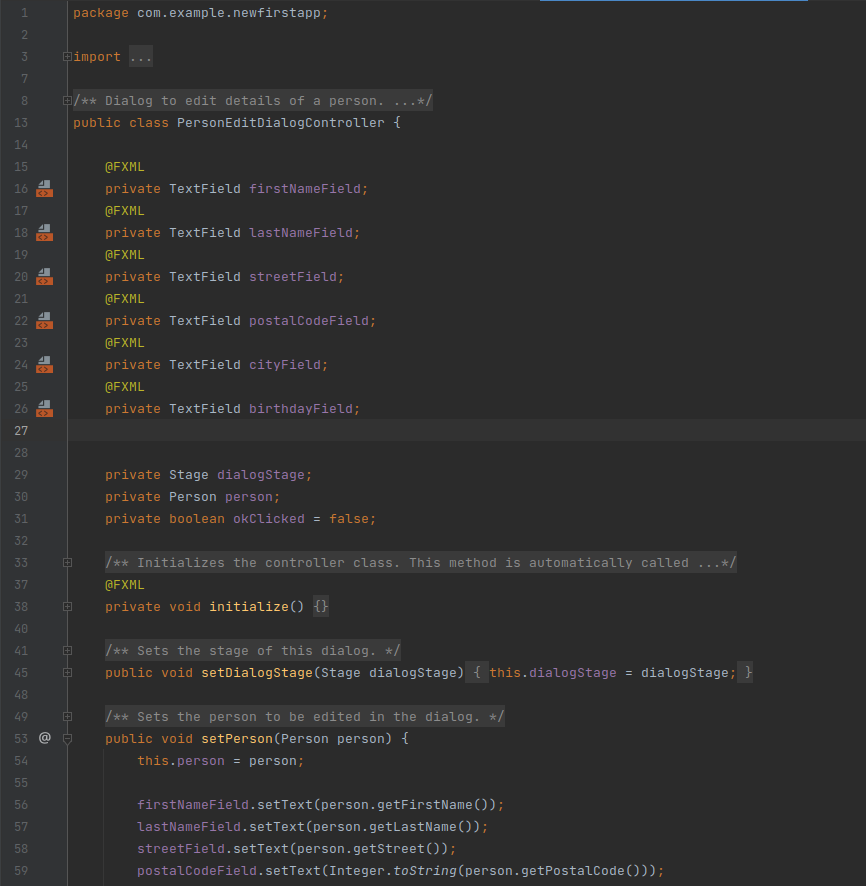 1 package com.example.newfirstapp;
2
3 import ...
7
8 /** Dialog to edit details of a person. ...*/
13 public class PersonEditDialogController {
14
15 @FXML
16 private TextField firstNameField;
17 @FXML
18 private TextField lastNameField;
19 @FXML
20 private TextField streetField;
21 @FXML
22 private TextField postalCodeField;
23 @FXML
24 private TextField cityField;
25 @FXML
26 private TextField birthdayField;
27
28
29 private Stage dialogStage;
30 private Person person;
31 private boolean okClicked = false;
32
33 /** Initializes the controller class. This method is automatically called ...*/
37 @FXML
38 private void initialize() {}
40
41 /** Sets the stage of this dialog. */
45 public void setDialogStage(Stage dialogStage) { this.dialogStage = dialogStage; }
48
49 /** Sets the person to be edited in the dialog. */
53 @ public void setPerson(Person person) {
54 this.person = person;
55
56 firstNameField.setText(person.getFirstName());
57 lastNameField.setText(person.getLastName());
58 streetField.setText(person.getStreet());
59 postalCodeField.setText(Integer.toString(person.getPostalCode()));